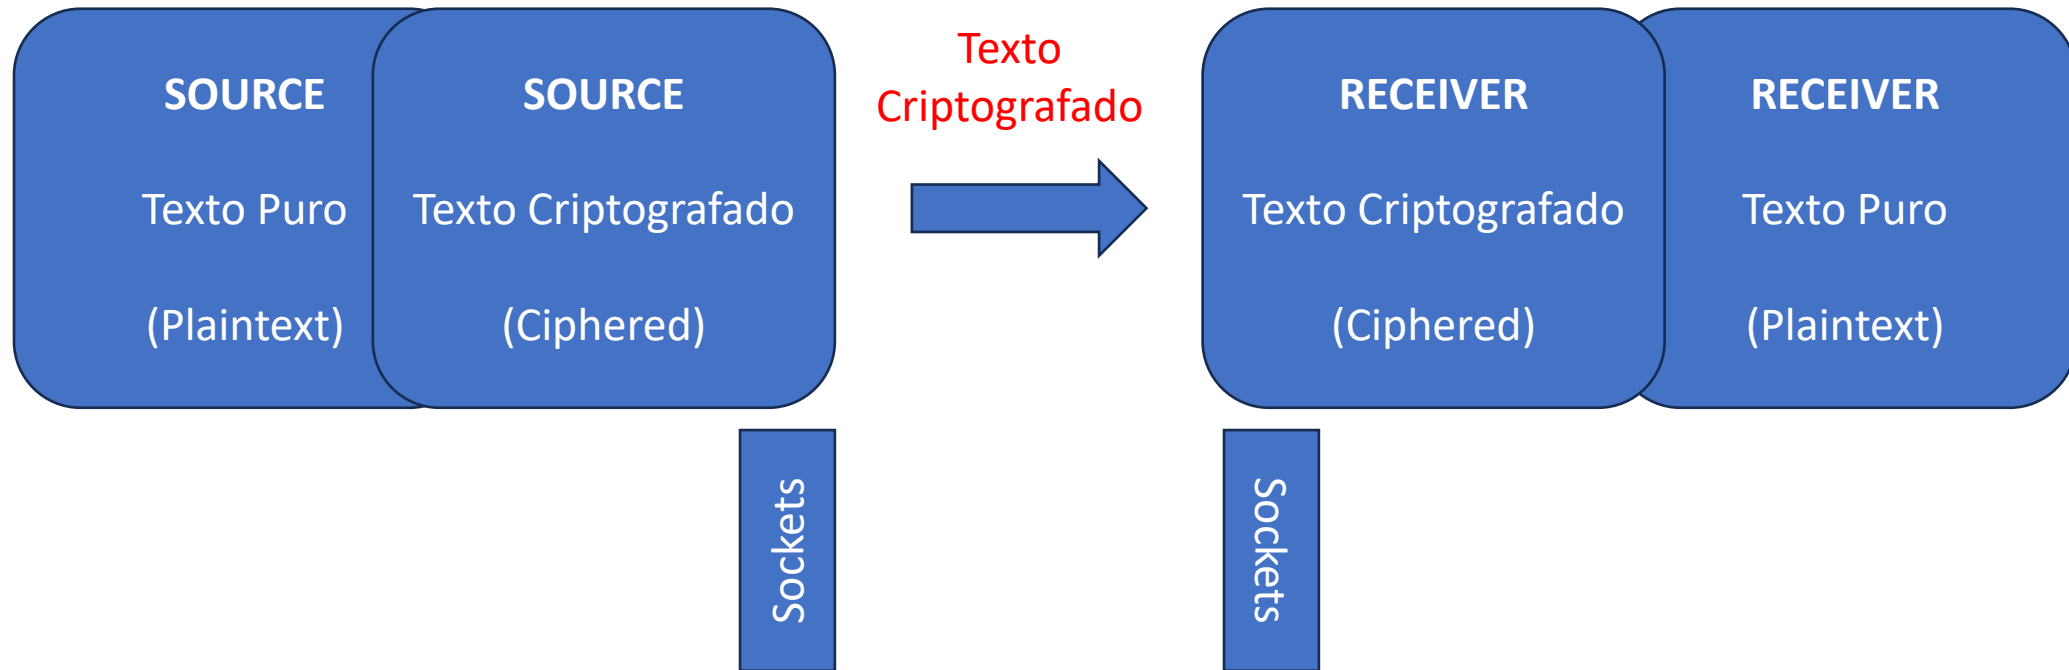 SOURCE
Texto Puro
(Plaintext)
SOURCE
Texto Criptografado
(Ciphered)
Texto
Criptografado
RECEIVER
Texto Criptografado
(Ciphered)
RECEIVER
Texto Puro
(Plaintext)
Sockets
Sockets